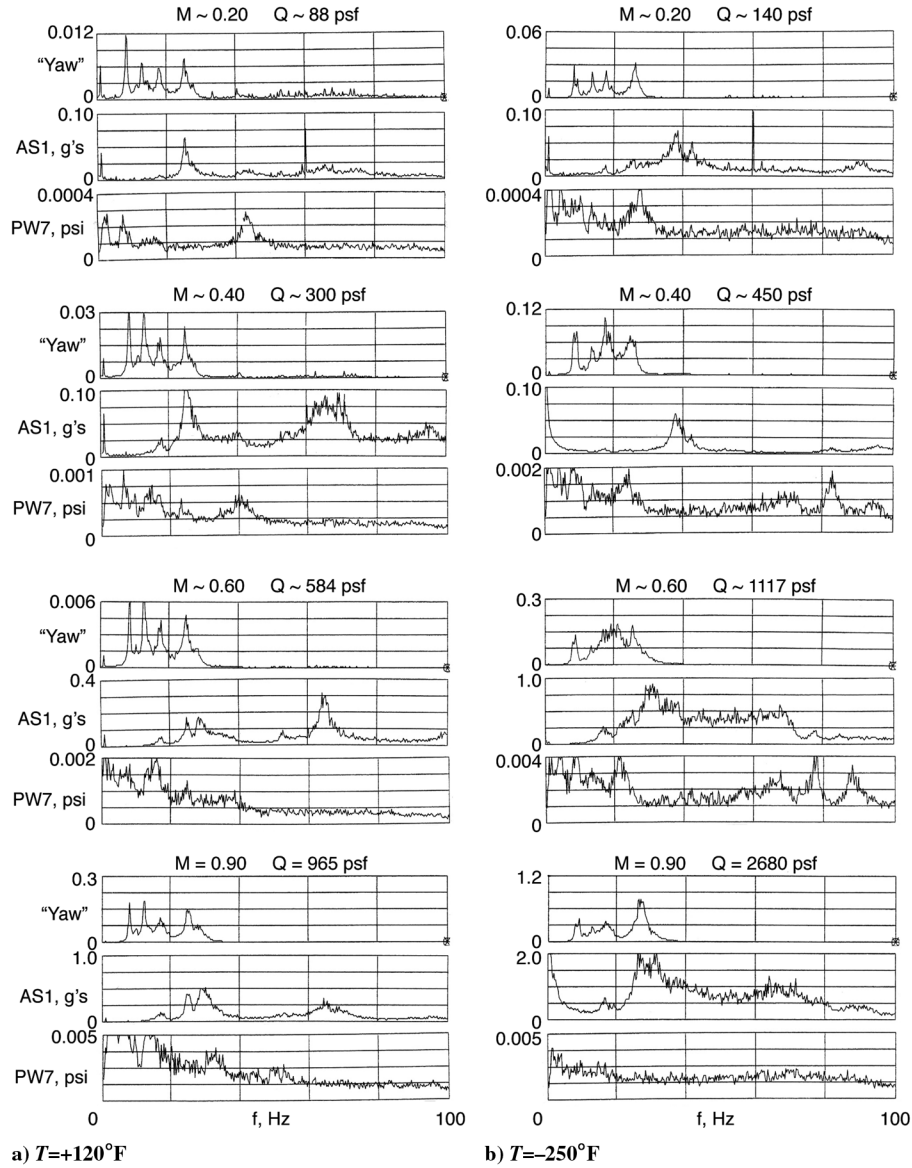 M ~ 0.20 Q ~ 88 psf
0.012
“Yaw”
0
0.10
AS1, g's
0
0.0004
PW7, psi
0
M ~ 0.40 Q ~ 300 psf
0.03
“Yaw”
0
0.10
AS1, g's
0
0.001
PW7, psi
0
M ~ 0.60 Q ~ 584 psf
0.006
“Yaw”
0
0.4
AS1, g's
0
0.002
PW7, psi
0
M = 0.90 Q = 965 psf
0.3
“Yaw”
0
1.0
AS1, g's
0
0.005
PW7, psi
0
0 f, Hz 100
a) T=+120°F
M ~ 0.20 Q ~ 140 psf
0.06
0
0.10
0
0.0004
0
M ~ 0.40 Q ~ 450 psf
0.12
0
0.10
0
0.002
0
M ~ 0.60 Q ~ 1117 psf
0.3
0
1.0
0
0.004
0
M = 0.90 Q = 2680 psf
1.2
0
2.0
0
0.005
0
0 f, Hz 100
b) T=–250°F